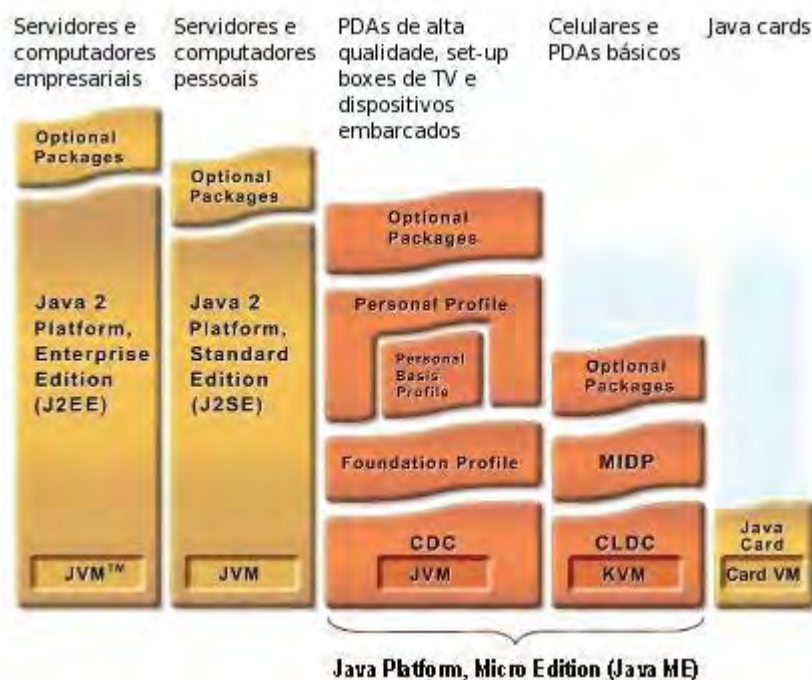 Servidores e
computadores
empresariais
Servidores e
computadores
pessoais
PDAs de alta
qualidade, set-up
boxes de TV e
dispositivos
embarcados
Celulares e
PDAs básicos
Java cards
Optional
Packages
Java 2
Platform,
Enterprise
Edition
(J2EE)
JVM™
Optional
Packages
Java 2
Platform,
Standard
Edition
(J2SE)
JVM
Optional
Packages
Personal Profile
Personal
Basis
Profile
Foundation Profile
CDC
JVM
Optional
Packages
MIDP
CLDC
KVM
Java
Card
Card VM
Java Platform, Micro Edition (Java ME)